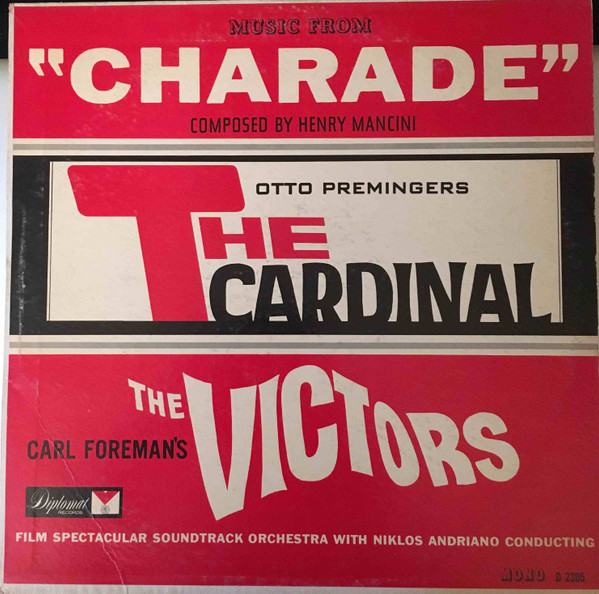 MUSIC FROM
"CHARADE"
COMPOSED BY HENRY MANCINI
OTTO PREMINGERS
THE
CARDINAL
THE
VICTORS
CARL FOREMAN'S
Diplomat
RECORDS
FILM SPECTACULAR SOUNDTRACK ORCHESTRA WITH NIKLOS ANDRIANO CONDUCTING
MONO D 2305